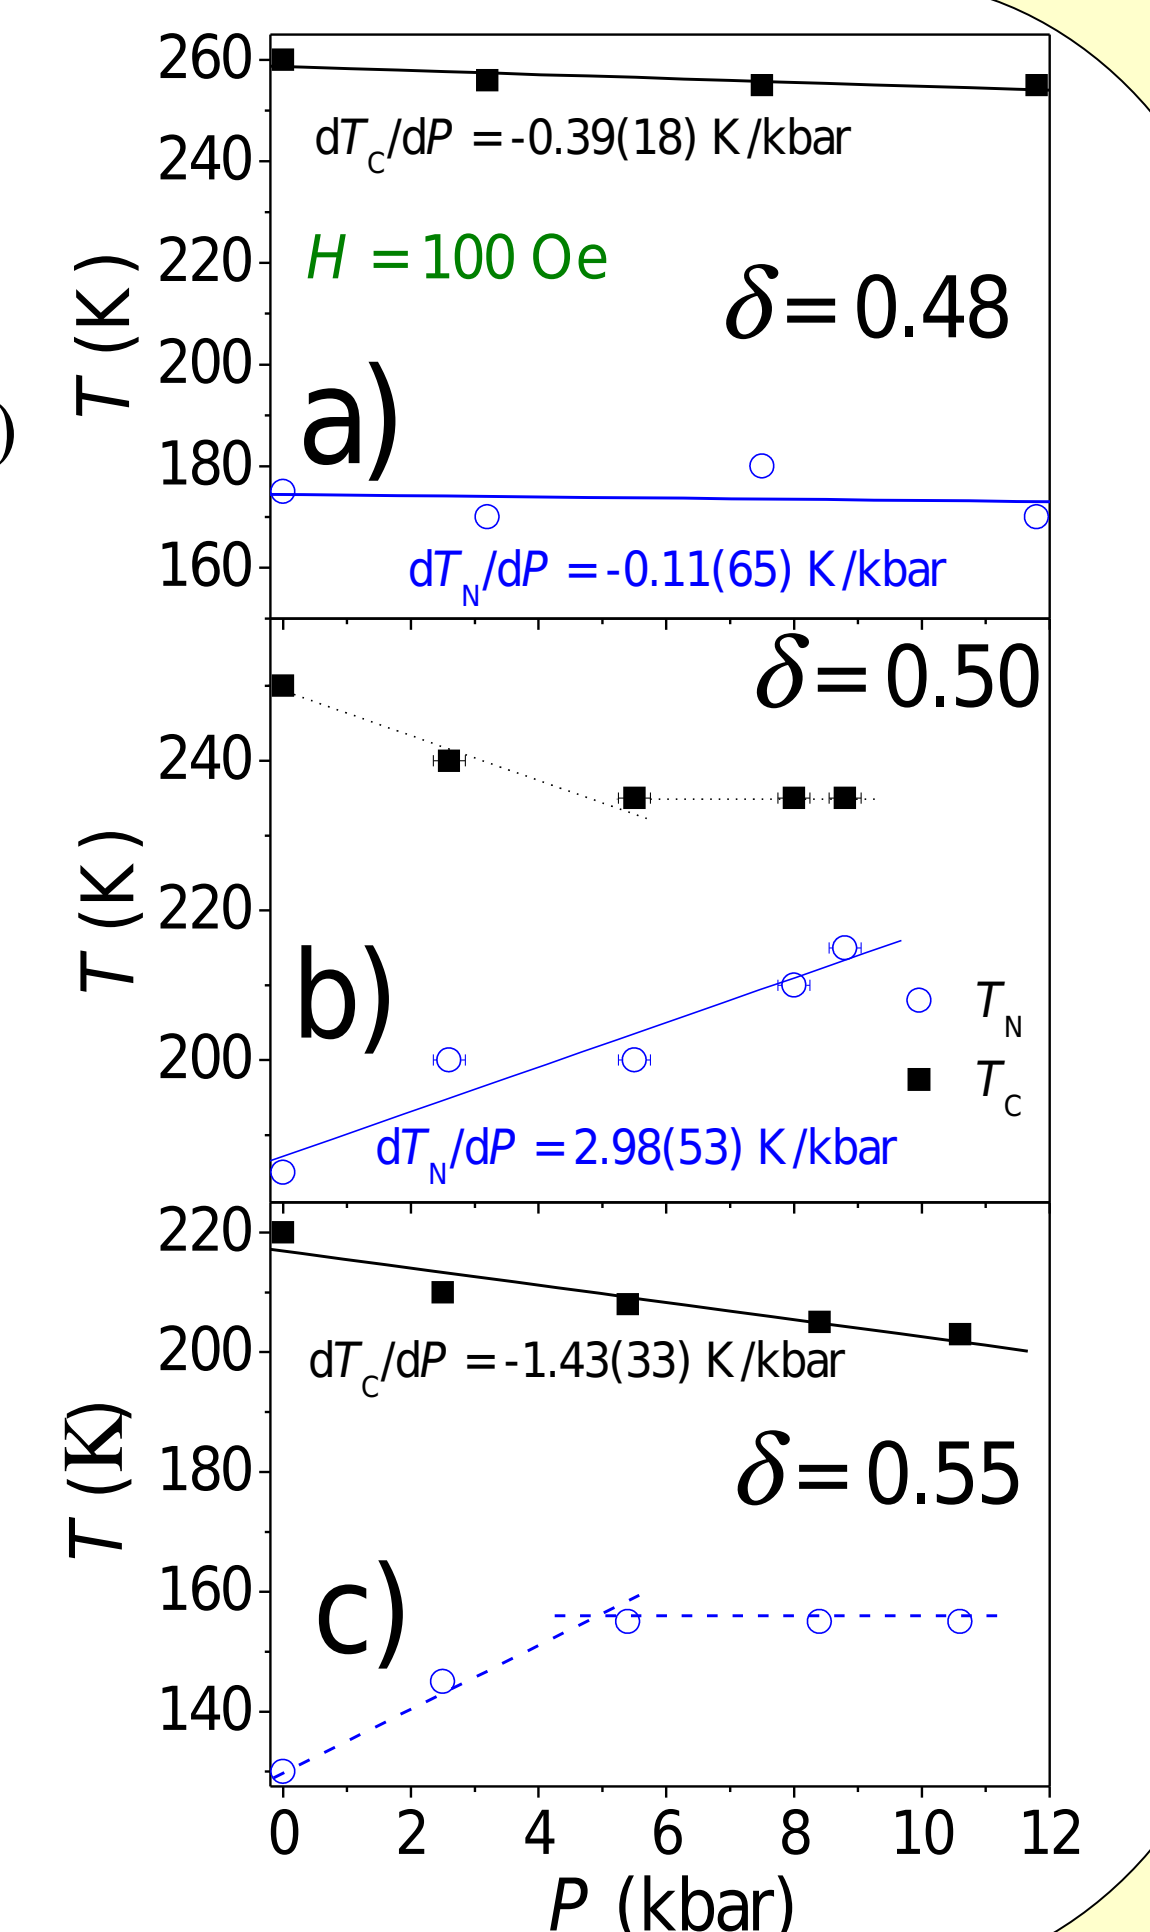 260
dT_C/dP = -0.39(18) K/kbar
240
H = 100 Oe
220
δ = 0.48
T (K)
200
a)
)
180
160
dT_N/dP = -0.11(65) K/kbar
δ = 0.50
240
T (K)
220
b)
T_N
200
T_C
dT_N/dP = 2.98(53) K/kbar
220
200
dT_C/dP = -1.43(33) K/kbar
T (K)
180
δ = 0.55
160
c)
140
0 2 4 6 8 10 12
P (kbar)